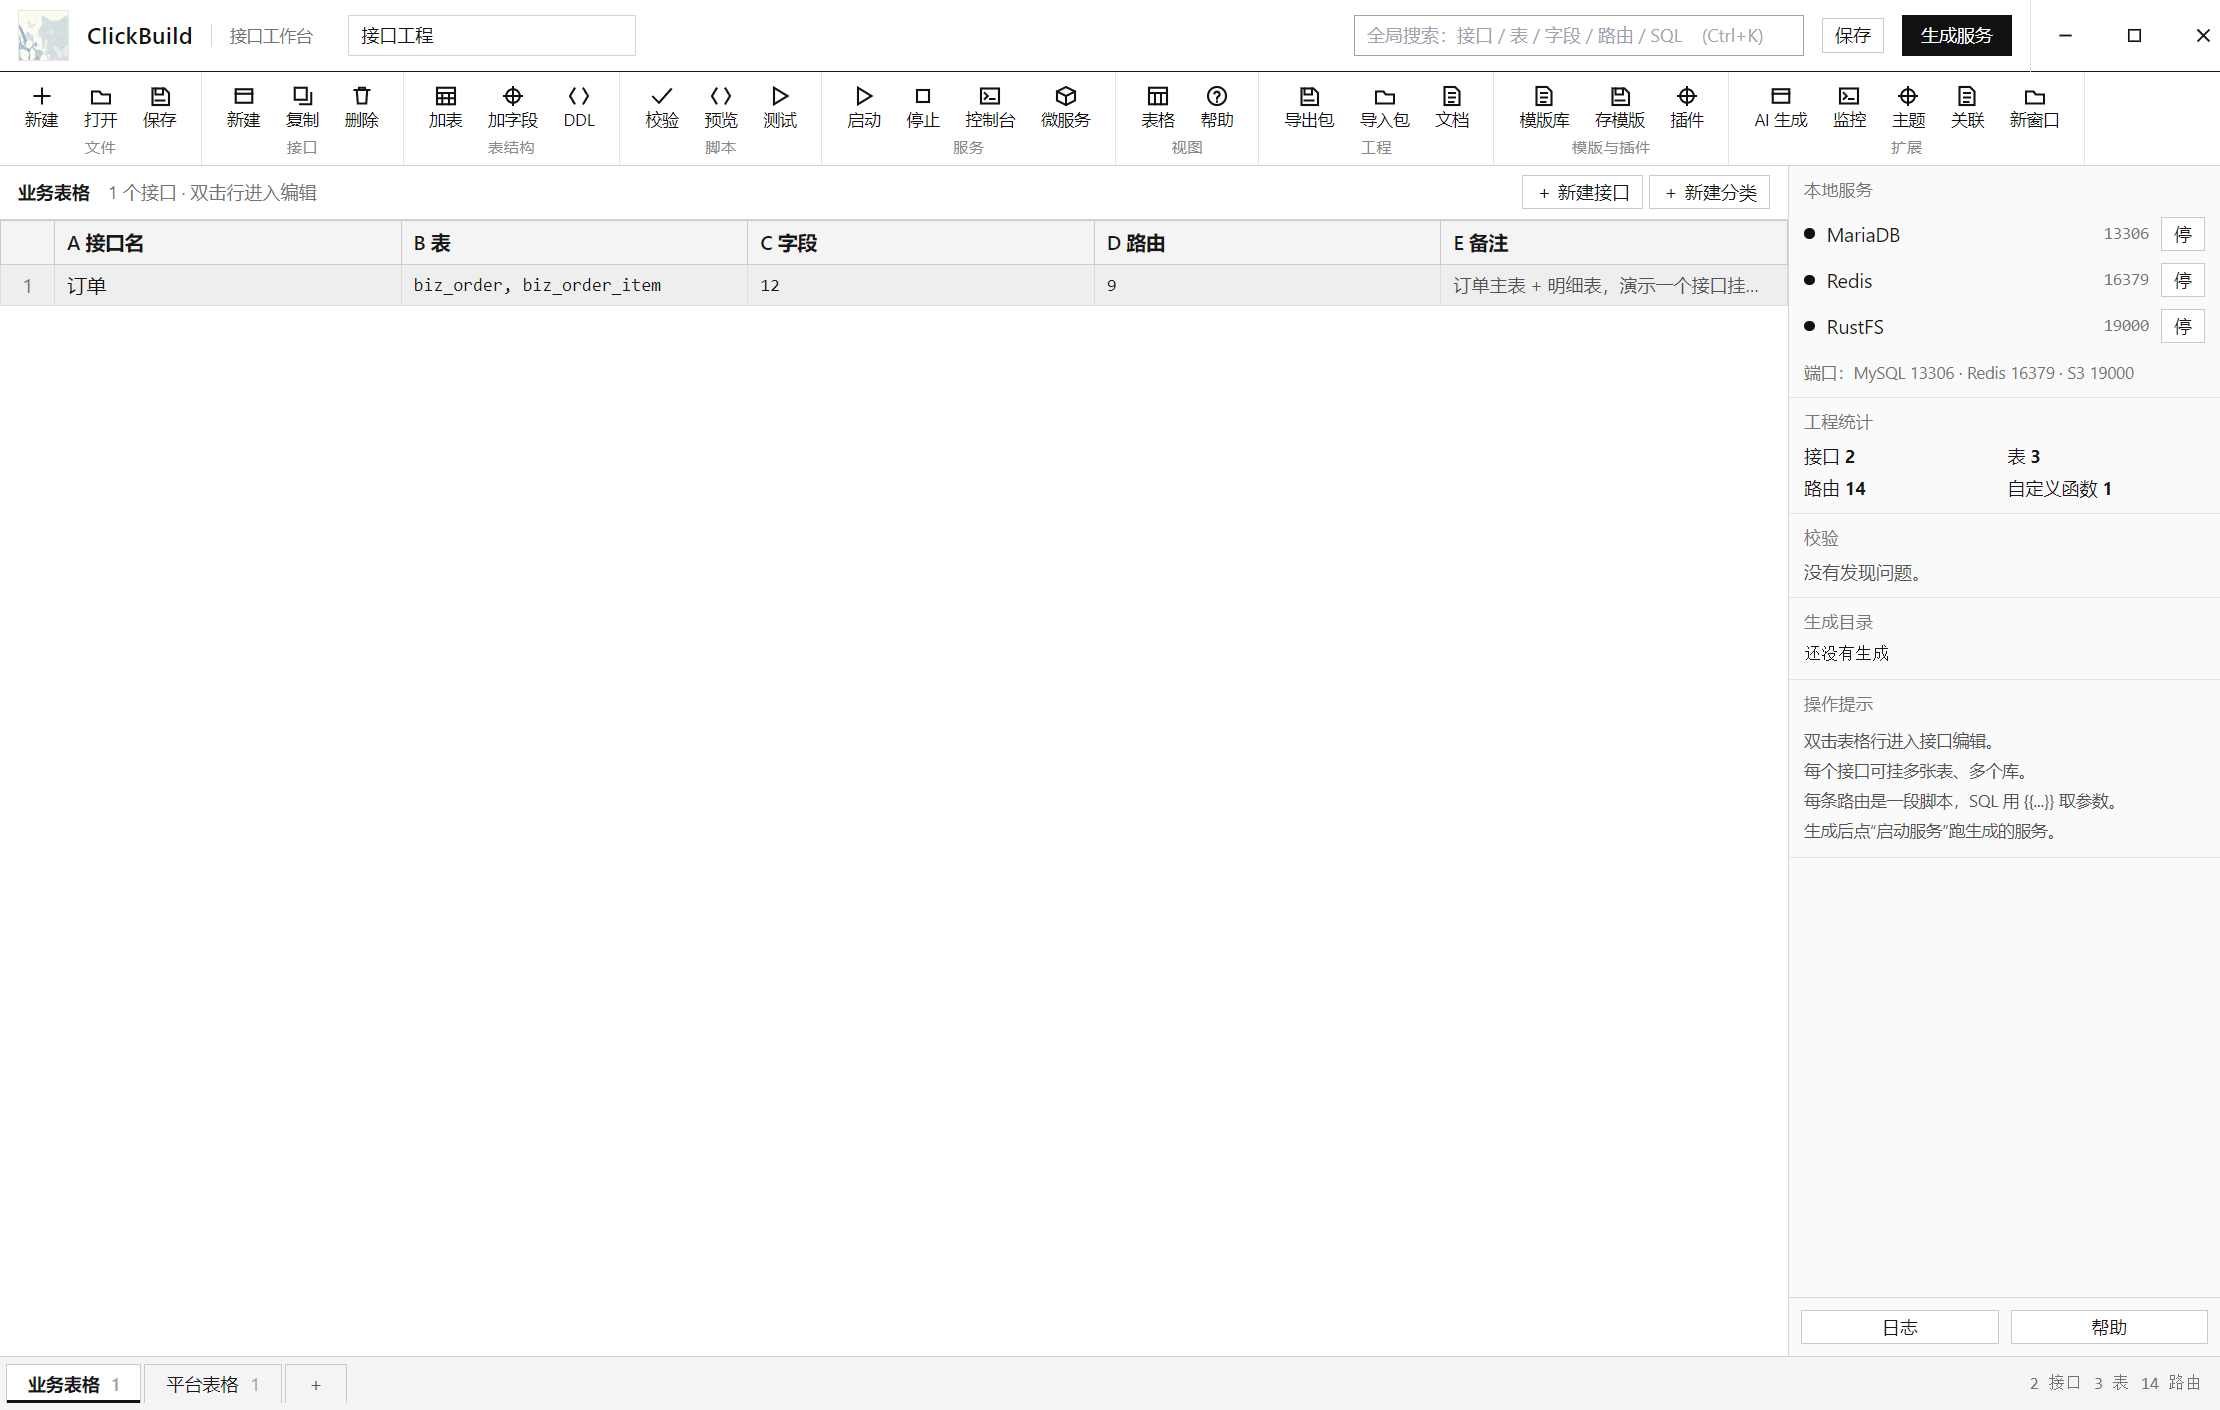 ClickBuild 接口工作台 接口工程 全局搜索：接口 / 表 / 字段 / 路由 / SQL (Ctrl+K) 保存 生成服务
新建 打开 保存 新建 复制 删除 加表 加字段 DDL 校验 预览 测试 启动 停止 控制台 微服务 表格 帮助 导出包 导入包 文档 模版库 存模版 插件 AI 生成 监控 主题 关联 新窗口
文件 接口 表结构 脚本 服务 视图 工程 模版与插件 扩展
业务表格 1 个接口 · 双击行进入编辑 + 新建接口 + 新建分类
A 接口名 B 表 C 字段 D 路由 E 备注
1 订单 biz_order, biz_order_item 12 9 订单主表 + 明细表，演示一个接口挂...
本地服务
MariaDB 13306 停
Redis 16379 停
RustFS 19000 停
端口：MySQL 13306 · Redis 16379 · S3 19000
工程统计
接口 2 表 3
路由 14 自定义函数 1
校验
没有发现问题。
生成目录
还没有生成
操作提示
双击表格行进入接口编辑。
每个接口可挂多张表、多个库。
每条路由是一段脚本，SQL 用 {{...}} 取参数。
生成后点“启动服务”跑生成的服务。
日志 帮助
业务表格 1 平台表格 1 + 2 接口 3 表 14 路由